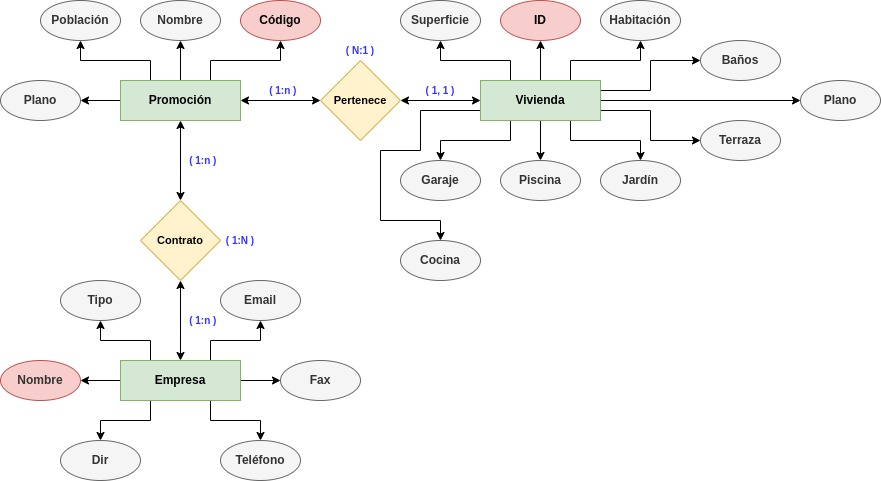 Población
Nombre
Código
Superficie
ID
Habitación
( N:1 )
Baños
Plano
Promoción
( 1:n )
Pertenece
( 1, 1 )
Vivienda
Plano
Terraza
( 1:n )
Garaje
Piscina
Jardín
Contrato
( 1:N )
Cocina
Tipo
Email
( 1:n )
Nombre
Empresa
Fax
Dir
Teléfono